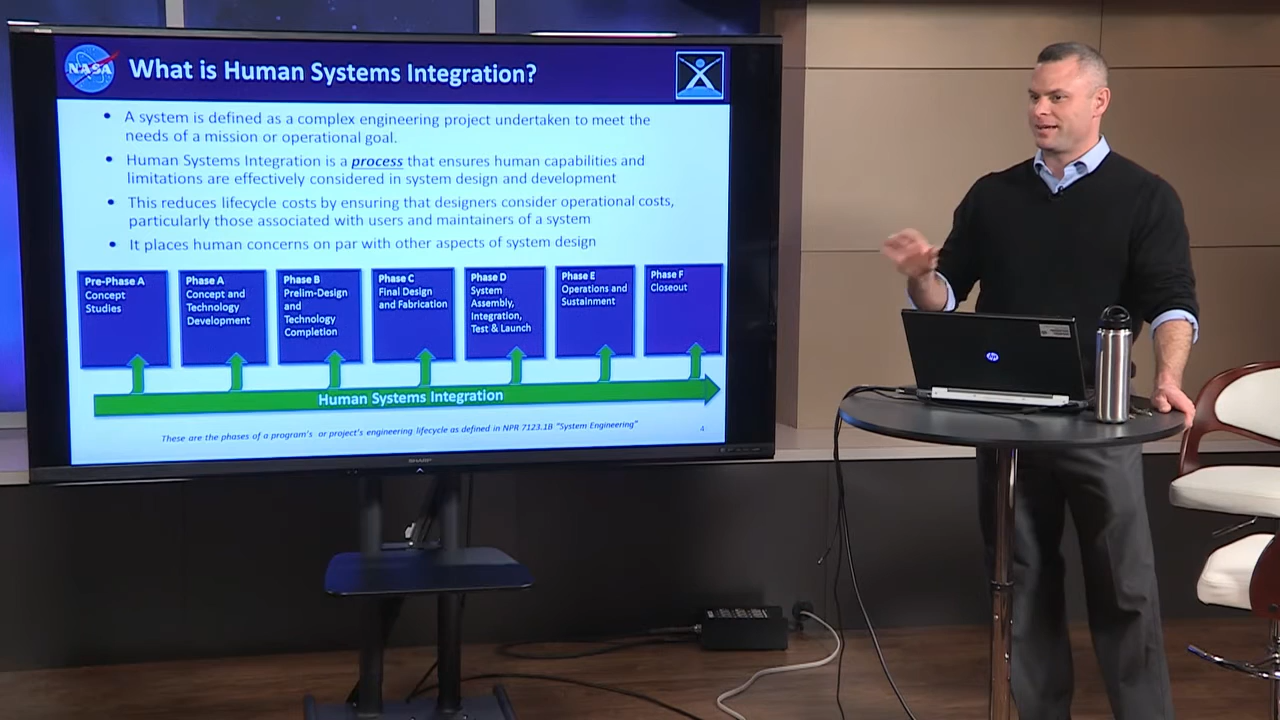 NASA
What is Human Systems Integration?
• A system is defined as a complex engineering project undertaken to meet the
needs of a mission or operational goal.
• Human Systems Integration is a process that ensures human capabilities and
limitations are effectively considered in system design and development
• This reduces lifecycle costs by ensuring that designers consider operational costs,
particularly those associated with users and maintainers of a system
• It places human concerns on par with other aspects of system design
Pre-Phase A
Concept
Studies
Phase A
Concept and
Technology
Development
Phase B
Prelim-Design
and
Technology
Completion
Phase C
Final Design
and Fabrication
Phase D
System
Assembly,
Integration,
Test & Launch
Phase E
Operations and
Sustainment
Phase F
Closeout
Human Systems Integration
These are the phases of a program's or project's engineering lifecycle as defined in NPR 7123.1B "System Engineering"
4
SHARP
hp